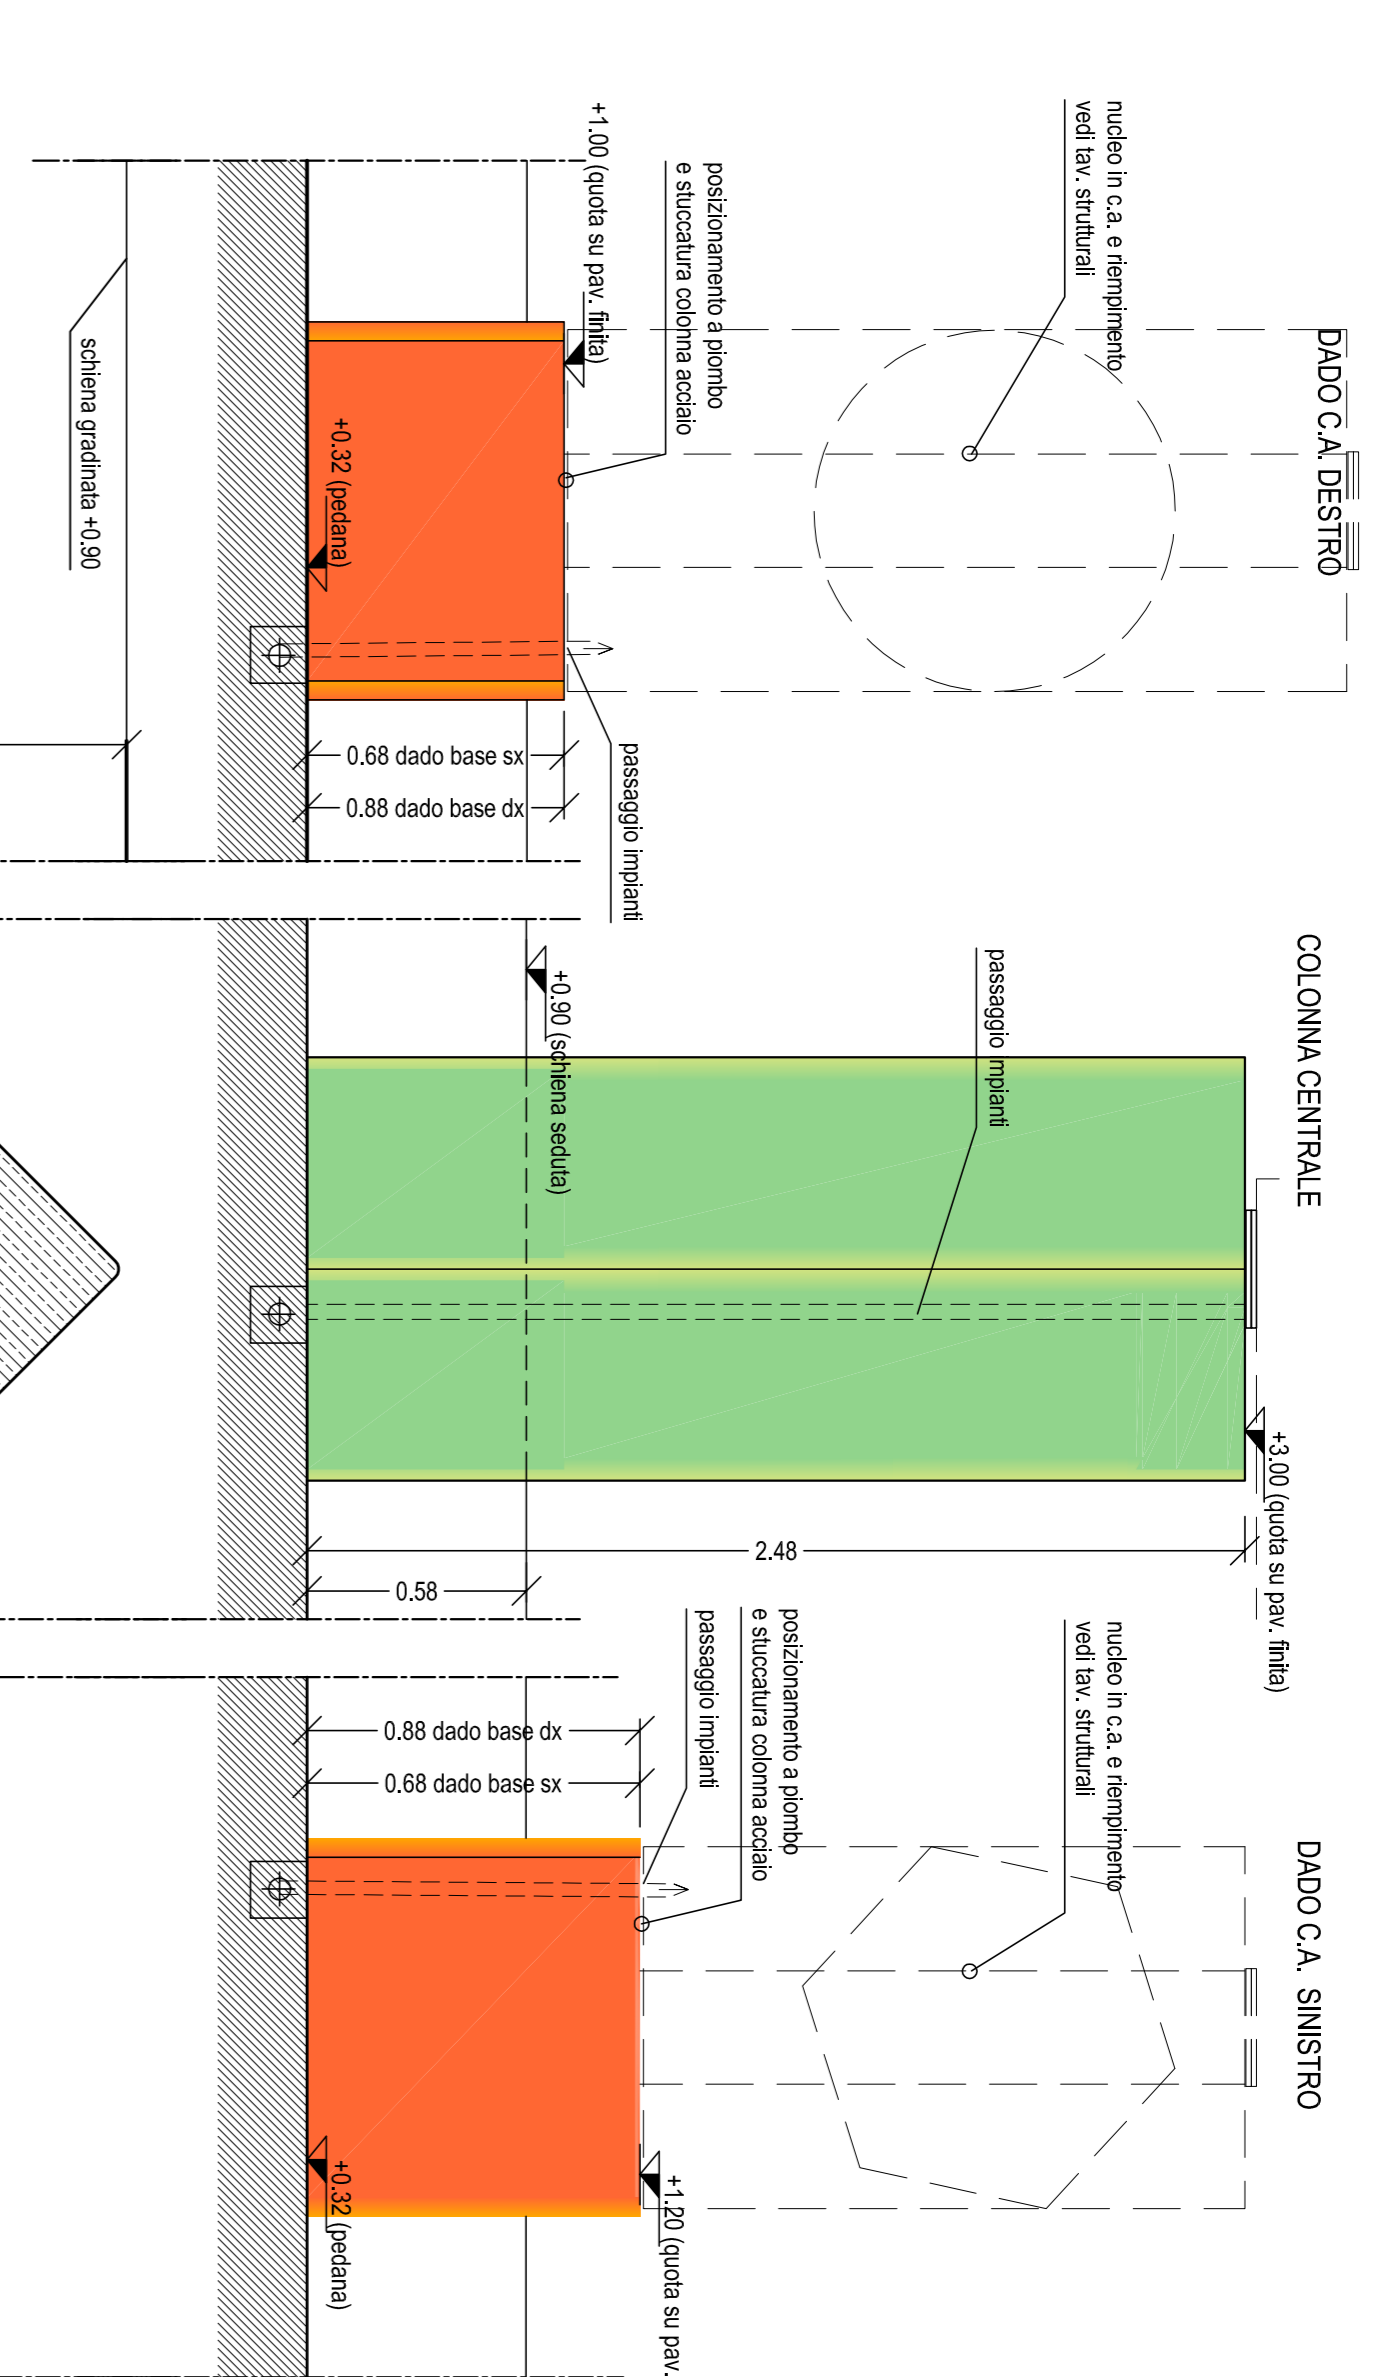 DADO C.A. DESTRO
nucleo in c.a. e riempimento
vedi tav. strutturali
posizionamento a piombo
e stuccatura colonna acciaio
+1.00 (quota su pav. finita)
+0.32 (pedana)
schiena gradinata +0.90
0.68 dado base sx
0.88 dado base dx
passaggio impianti
COLONNA CENTRALE
passaggio impianti
+0.90 (schiena seduta)
+3.00 (quota su pav. finita)
2.48
0.58
DADO C.A. SINISTRO
nucleo in c.a. e riempimento
vedi tav. strutturali
posizionamento a piombo
e stuccatura colonna acciaio
passaggio impianti
0.88 dado base dx
0.68 dado base sx
+1.20 (quota su pav.
+0.32 (pedana)